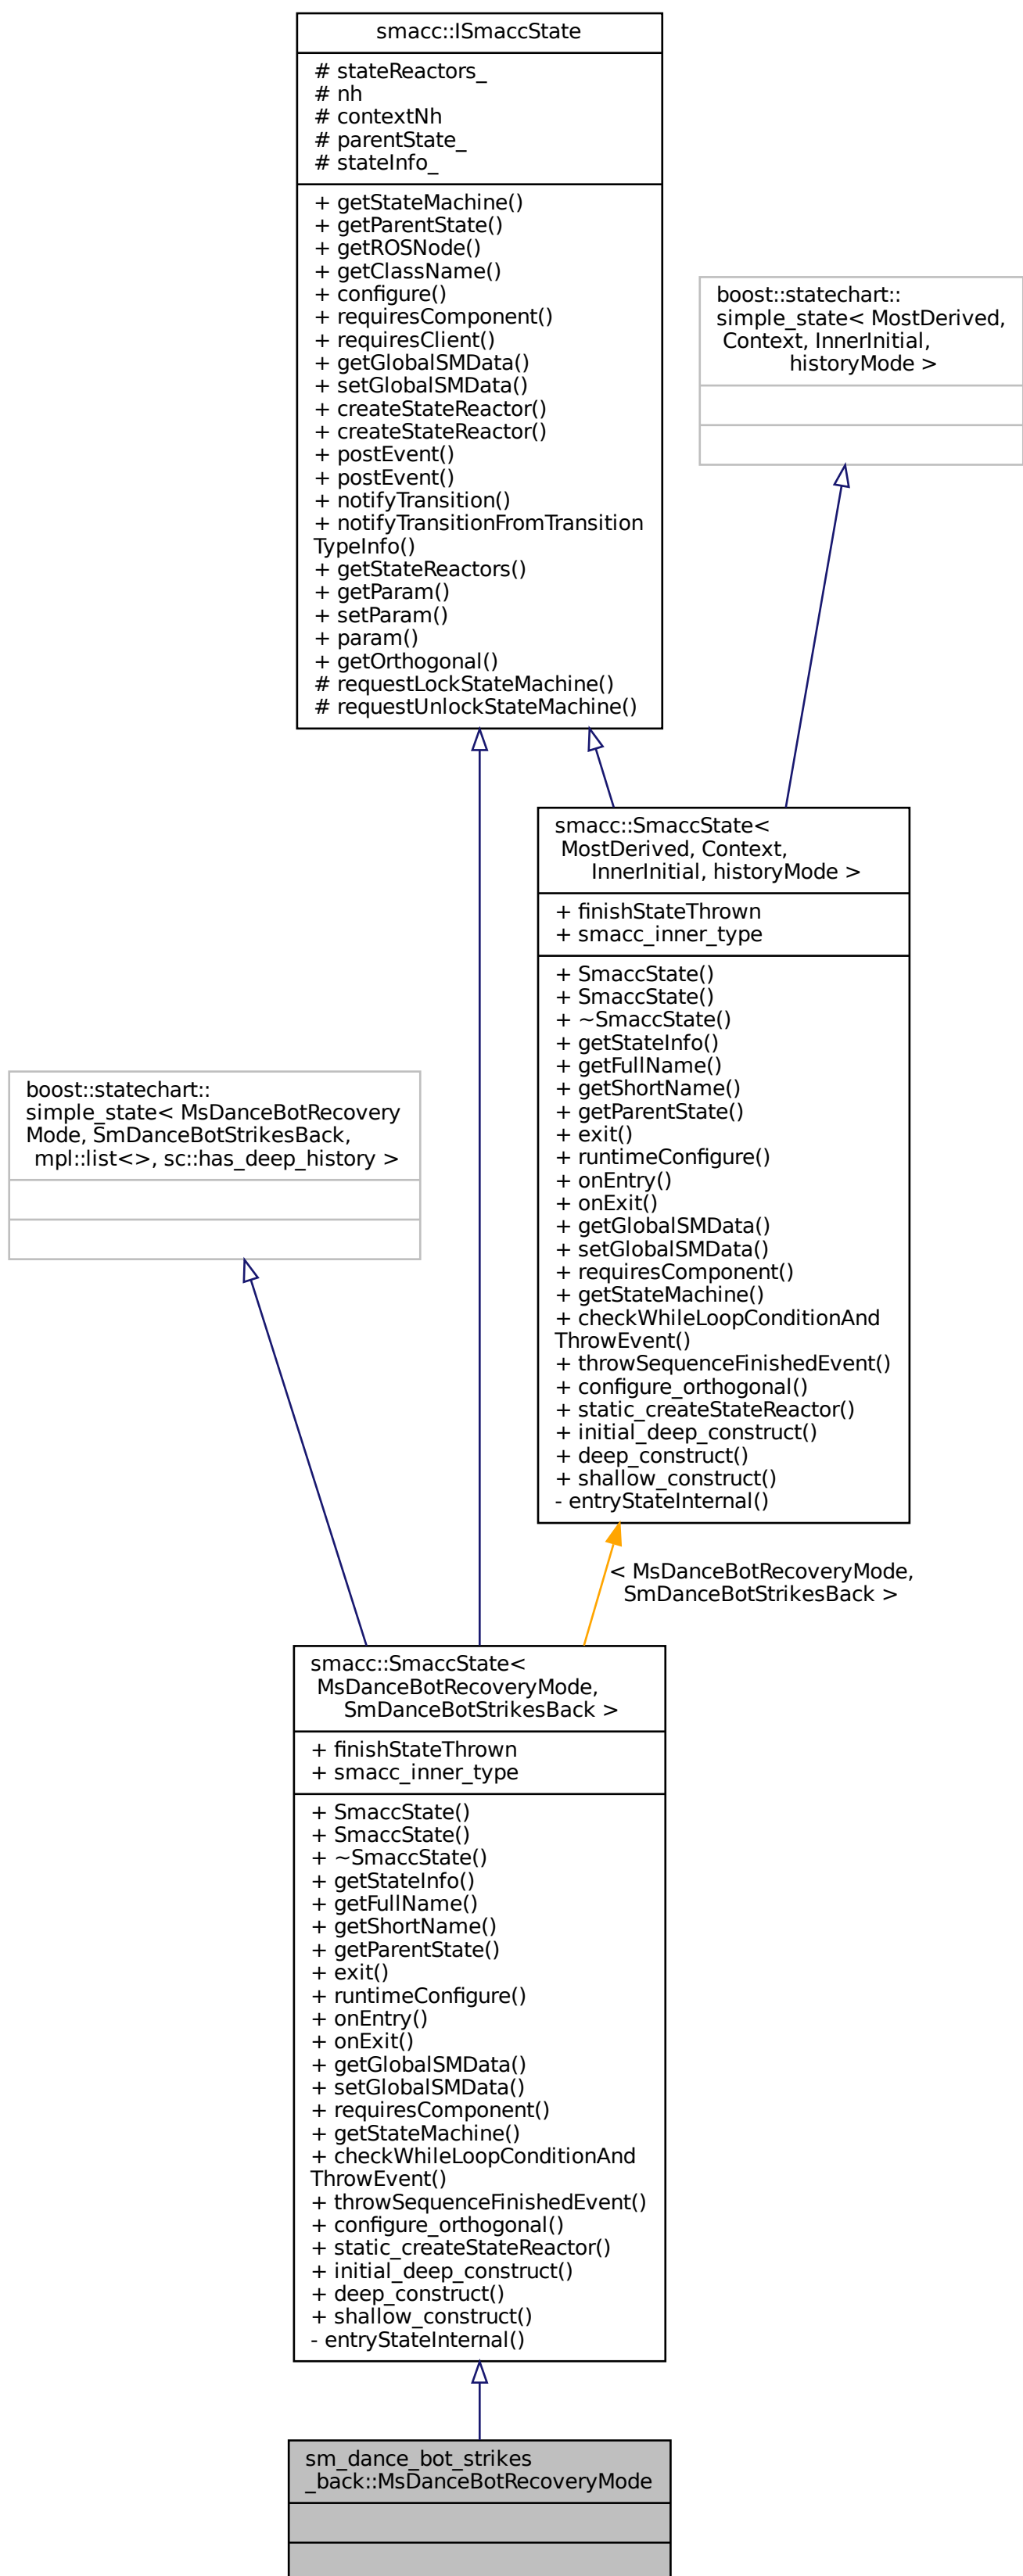 smacc::ISmaccState
# stateReactors_
# nh
# contextNh
# parentState_
# stateInfo_
+ getStateMachine()
+ getParentState()
+ getROSNode()
+ getClassName()
+ configure()
+ requiresComponent()
+ requiresClient()
+ getGlobalSMData()
+ setGlobalSMData()
+ createStateReactor()
+ createStateReactor()
+ postEvent()
+ postEvent()
+ notifyTransition()
+ notifyTransitionFromTransition
TypeInfo()
+ getStateReactors()
+ getParam()
+ setParam()
+ param()
+ getOrthogonal()
# requestLockStateMachine()
# requestUnlockStateMachine()
boost::statechart::
simple_state< MostDerived,
Context, InnerInitial,
historyMode >
smacc::SmaccState<
MostDerived, Context,
InnerInitial, historyMode >
+ finishStateThrown
+ smacc_inner_type
+ SmaccState()
+ SmaccState()
+ ~SmaccState()
+ getStateInfo()
+ getFullName()
+ getShortName()
+ getParentState()
+ exit()
+ runtimeConfigure()
+ onEntry()
+ onExit()
+ getGlobalSMData()
+ setGlobalSMData()
+ requiresComponent()
+ getStateMachine()
+ checkWhileLoopConditionAnd
ThrowEvent()
+ throwSequenceFinishedEvent()
+ configure_orthogonal()
+ static_createStateReactor()
+ initial_deep_construct()
+ deep_construct()
+ shallow_construct()
- entryStateInternal()
boost::statechart::
simple_state< MsDanceBotRecovery
Mode, SmDanceBotStrikesBack,
mpl::list<>, sc::has_deep_history >
< MsDanceBotRecoveryMode,
SmDanceBotStrikesBack >
smacc::SmaccState<
MsDanceBotRecoveryMode,
SmDanceBotStrikesBack >
+ finishStateThrown
+ smacc_inner_type
+ SmaccState()
+ SmaccState()
+ ~SmaccState()
+ getStateInfo()
+ getFullName()
+ getShortName()
+ getParentState()
+ exit()
+ runtimeConfigure()
+ onEntry()
+ onExit()
+ getGlobalSMData()
+ setGlobalSMData()
+ requiresComponent()
+ getStateMachine()
+ checkWhileLoopConditionAnd
ThrowEvent()
+ throwSequenceFinishedEvent()
+ configure_orthogonal()
+ static_createStateReactor()
+ initial_deep_construct()
+ deep_construct()
+ shallow_construct()
- entryStateInternal()
sm_dance_bot_strikes
_back::MsDanceBotRecoveryMode